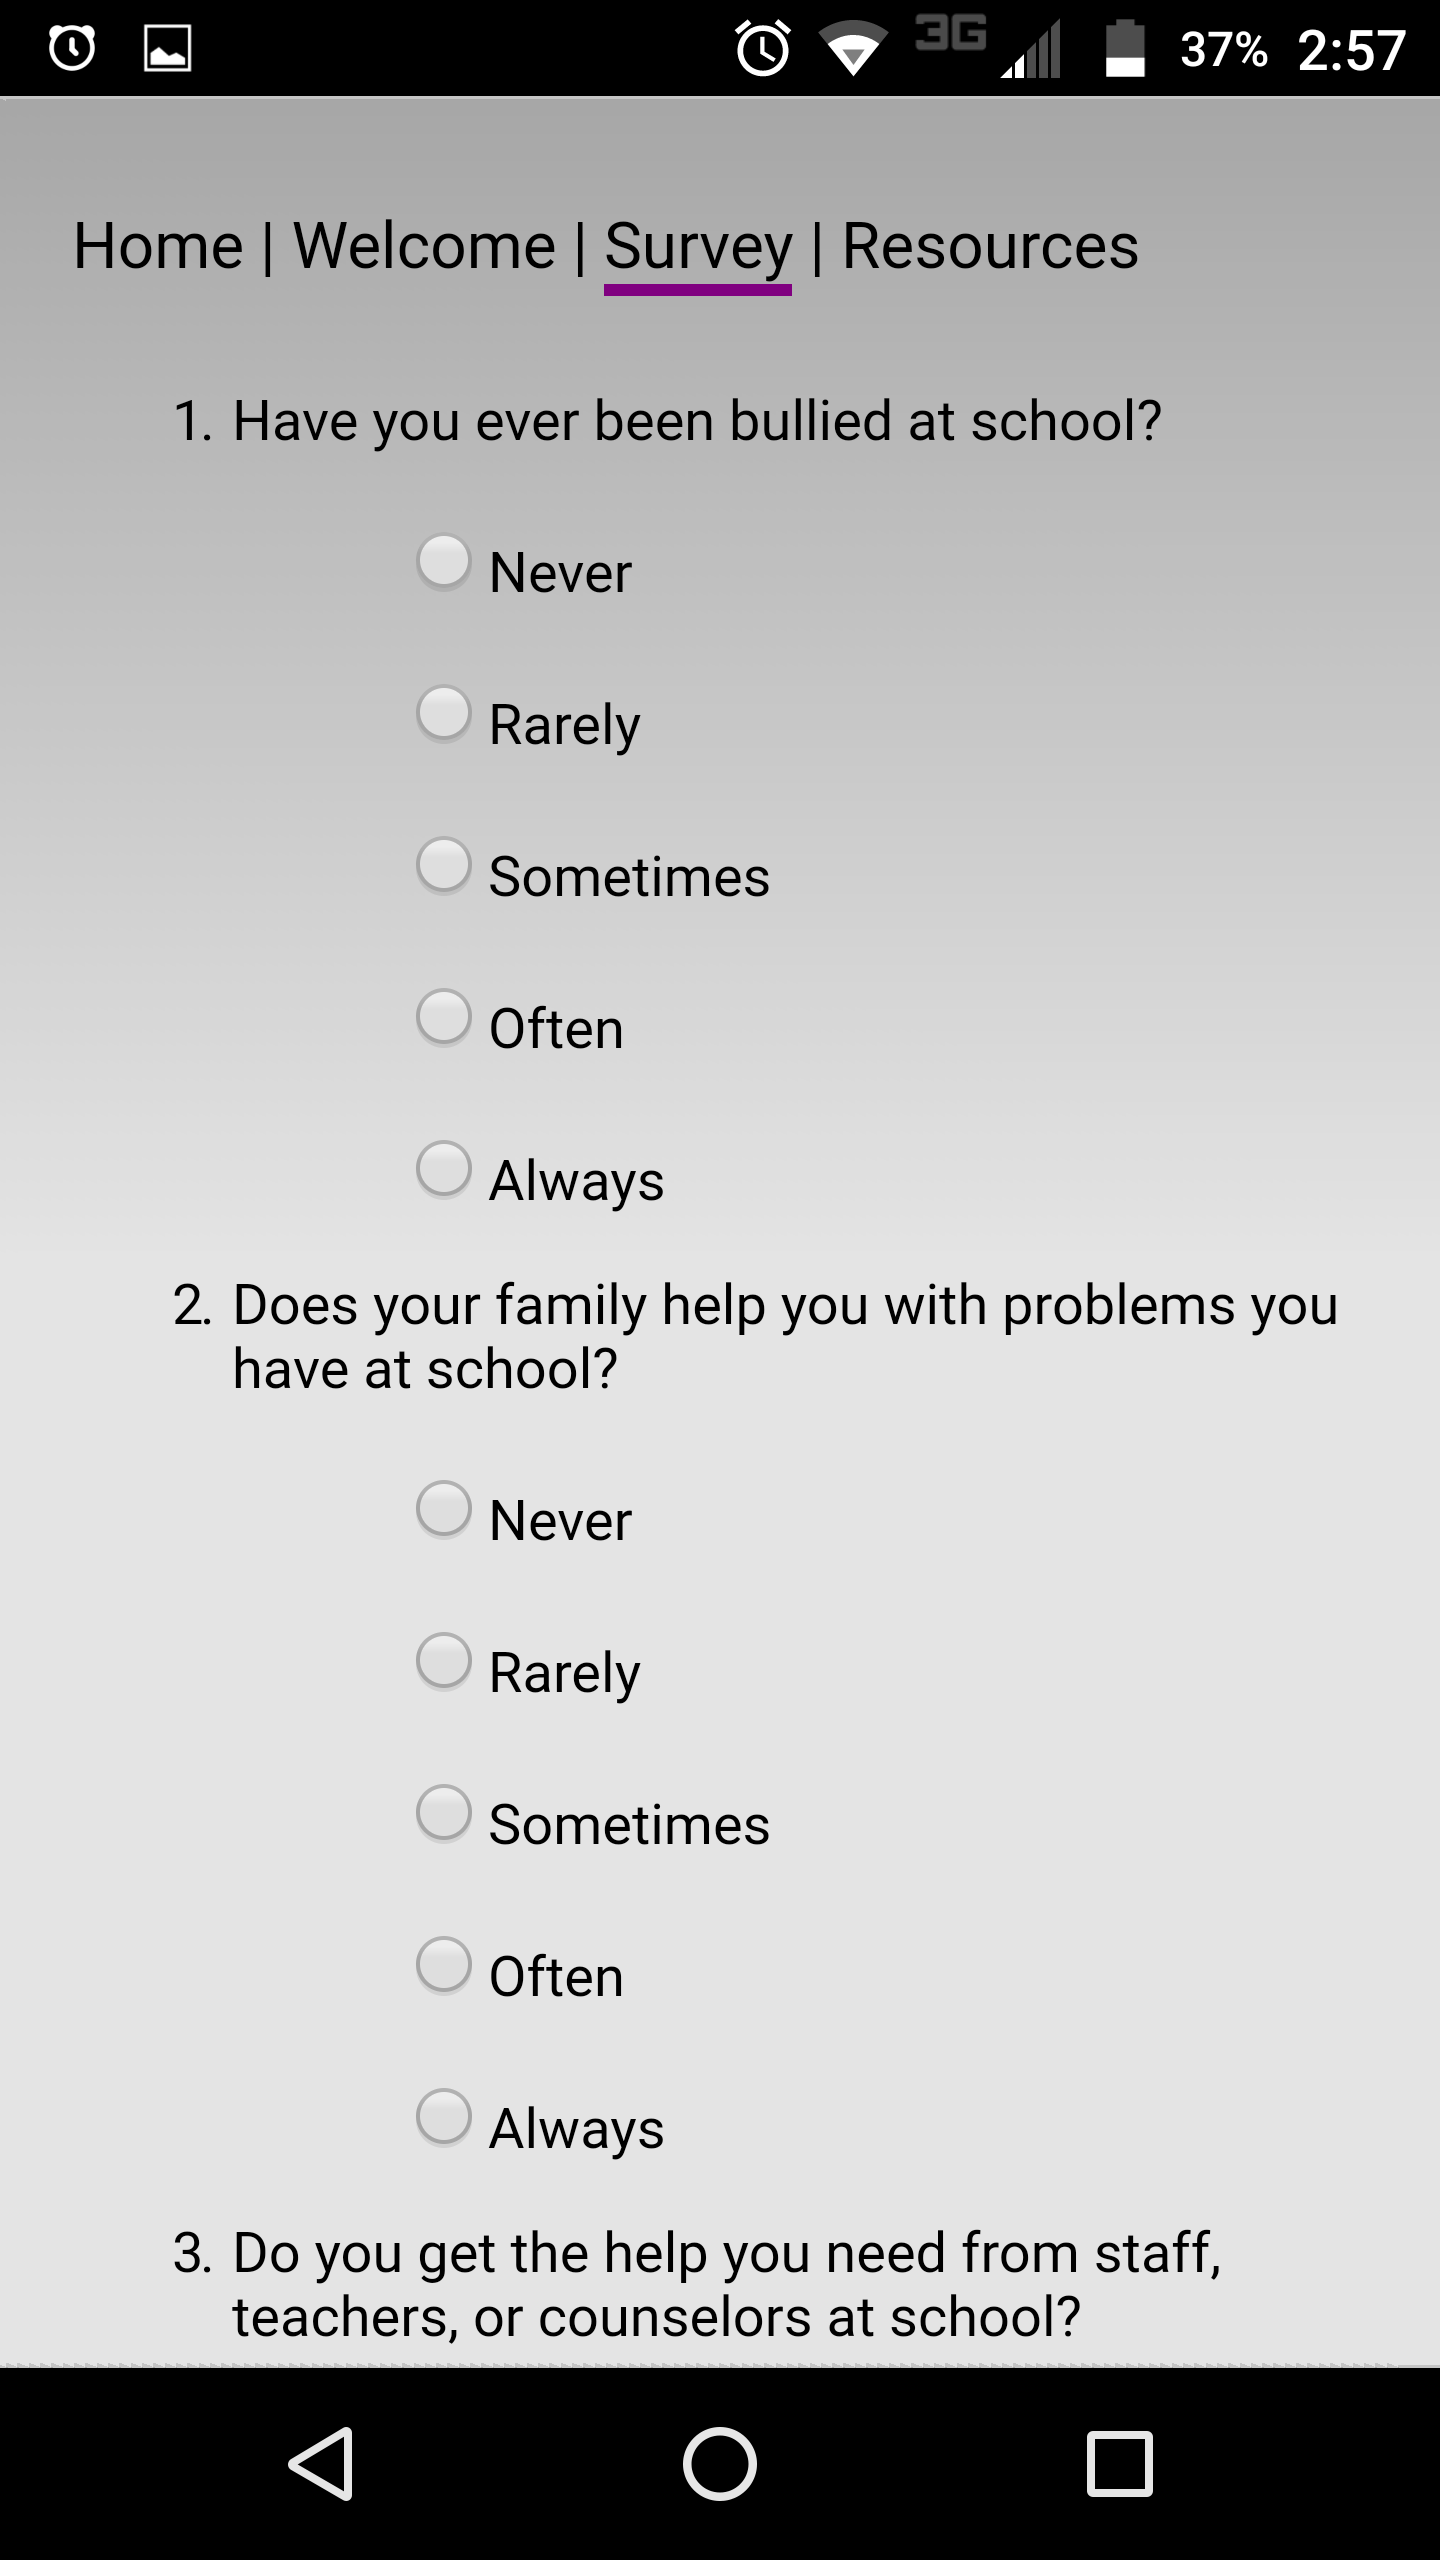 3G 37% 2:57
Home | Welcome | Survey | Resources
1. Have you ever been bullied at school?
Never
Rarely
Sometimes
Often
Always
2. Does your family help you with problems you
have at school?
Never
Rarely
Sometimes
Often
Always
3. Do you get the help you need from staff,
teachers, or counselors at school?